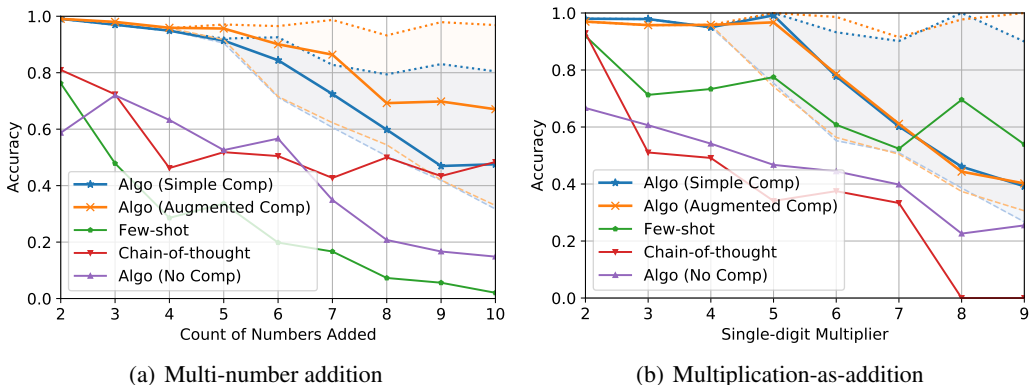 1.0
0.8
0.6
0.4
0.2
0.0
Accuracy
Algo (Simple Comp)
Algo (Augmented Comp)
Few-shot
Chain-of-thought
Algo (No Comp)
2 3 4 5 6 7 8 9 10
Count of Numbers Added
(a) Multi-number addition
1.0
0.8
0.6
0.4
0.2
0.0
Accuracy
Algo (Simple Comp)
Algo (Augmented Comp)
Few-shot
Chain-of-thought
Algo (No Comp)
2 3 4 5 6 7 8 9
Single-digit Multiplier
(b) Multiplication-as-addition